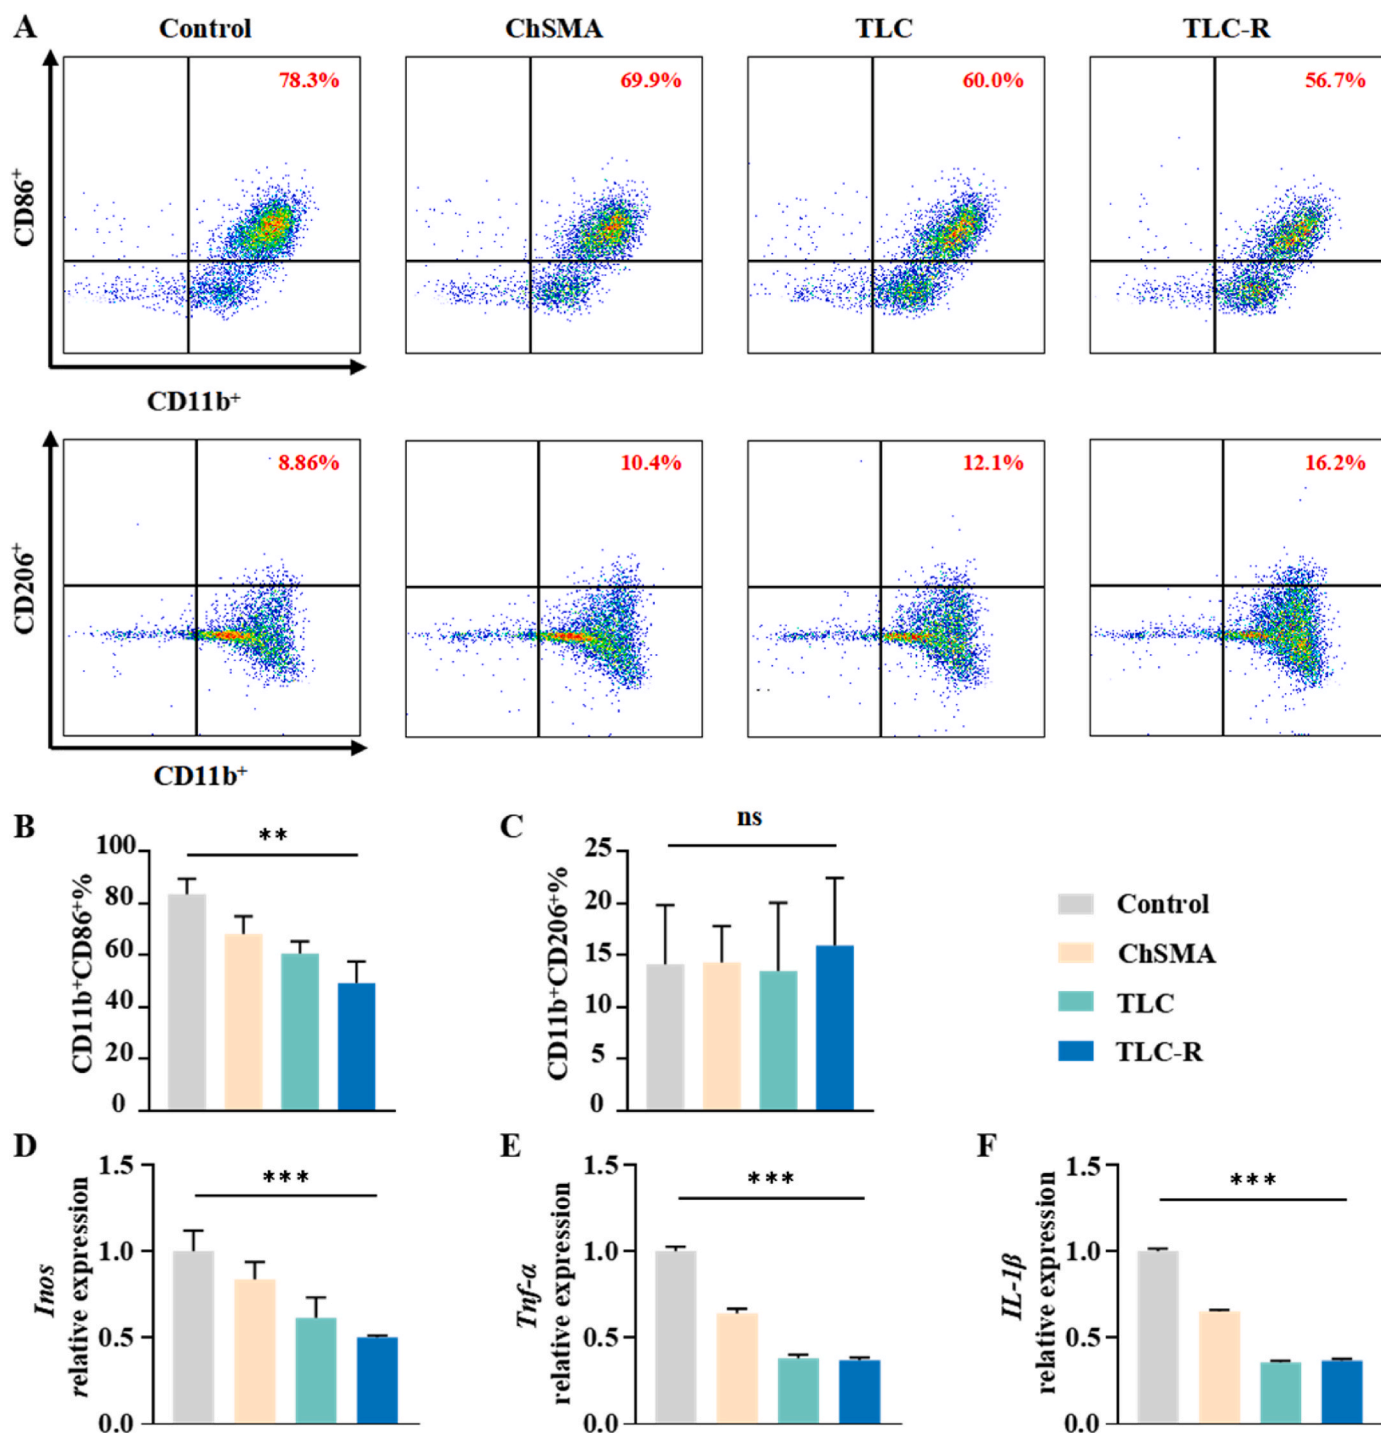 A
Control
ChSMA
TLC
TLC-R
CD86⁺
78.3%
69.9%
60.0%
56.7%
CD11b⁺
CD206⁺
8.86%
10.4%
12.1%
16.2%
CD11b⁺
B
CD11b⁺CD86⁺%
100
80
60
40
20
0
**
C
CD11b⁺CD206⁺%
25
20
15
10
5
0
ns
Control
ChSMA
TLC
TLC-R
D
Inos
relative expression
1.5
1.0
0.5
0.0
***
E
Tnf-α
relative expression
1.5
1.0
0.5
0.0
***
F
IL-1β
relative expression
1.5
1.0
0.5
0.0
***